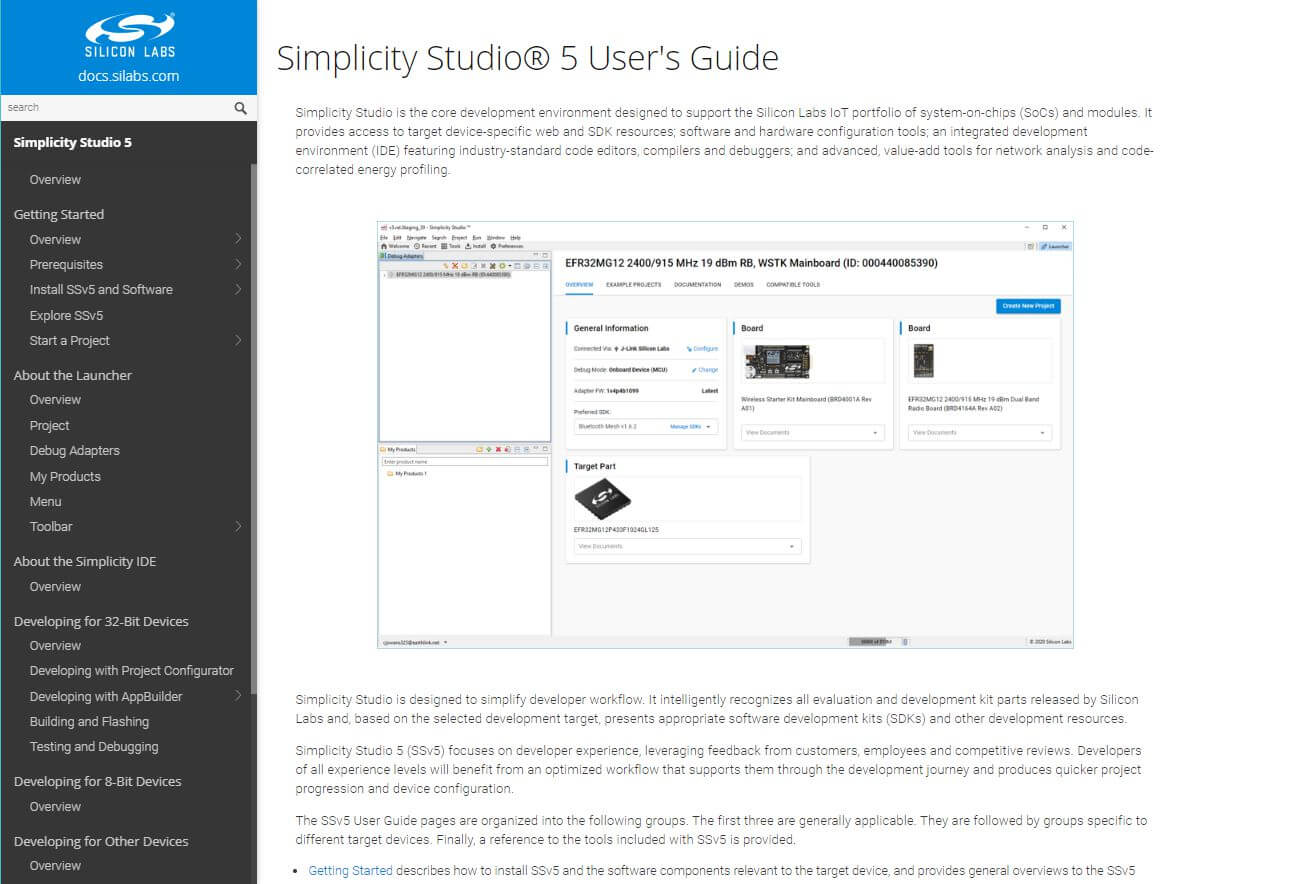 SILICON LABS
docs.silabs.com
search
Simplicity Studio 5
Overview
Getting Started
Overview
Prerequisites
Install SSv5 and Software
Explore SSv5
Start a Project
About the Launcher
Overview
Project
Debug Adapters
My Products
Menu
Toolbar
About the Simplicity IDE
Overview
Developing for 32-Bit Devices
Overview
Developing with Project Configurator
Developing with AppBuilder
Building and Flashing
Testing and Debugging
Developing for 8-Bit Devices
Overview
Developing for Other Devices
Overview
Simplicity Studio® 5 User's Guide
Simplicity Studio is the core development environment designed to support the Silicon Labs IoT portfolio of system-on-chips (SoCs) and modules. It
provides access to target device-specific web and SDK resources; software and hardware configuration tools; an integrated development
environment (IDE) featuring industry-standard code editors, compilers and debuggers; and advanced, value-add tools for network analysis and code-
correlated energy profiling.
File Edit Navigate Search Project Run Window Help
Welcome Recent Tools Install Preferences
Launcher
Debug Adapters
EFR32MG12 2400/915 MHz 19 dBm RB (ID:440085390)
My Products
Enter product name
My Products 1
EFR32MG12 2400/915 MHz 19 dBm RB, WSTK Mainboard (ID: 000440085390)
OVERVIEW EXAMPLE PROJECTS DOCUMENTATION DEMOS COMPATIBLE TOOLS
Create New Project
General Information
Connected Via: J-Link Silicon Labs Configure
Debug Mode: Onboard Device (MCU) Change
Adapter FW: 1v4p4b1099 Latest
Preferred SDK:
Bluetooth Mesh v1.6.2 Manage SDKs
Board
Wireless Starter Kit Mainboard (BRD4001A Rev
A01)
View Documents
Board
EFR32MG12 2400/915 MHz 19 dBm Dual Band
Radio Board (BRD4164A Rev A02)
View Documents
Target Part
SILICON LABS
EFR32MG12P433F1024GL125
View Documents
© 2020 Silicon Labs
Simplicity Studio is designed to simplify developer workflow. It intelligently recognizes all evaluation and development kit parts released by Silicon
Labs and, based on the selected development target, presents appropriate software development kits (SDKs) and other development resources.
Simplicity Studio 5 (SSv5) focuses on developer experience, leveraging feedback from customers, employees and competitive reviews. Developers
of all experience levels will benefit from an optimized workflow that supports them through the development journey and produces quicker project
progression and device configuration.
The SSv5 User Guide pages are organized into the following groups. The first three are generally applicable. They are followed by groups specific to
different target devices. Finally, a reference to the tools included with SSv5 is provided.
• Getting Started describes how to install SSv5 and the software components relevant to the target device, and provides general overviews to the SSv5